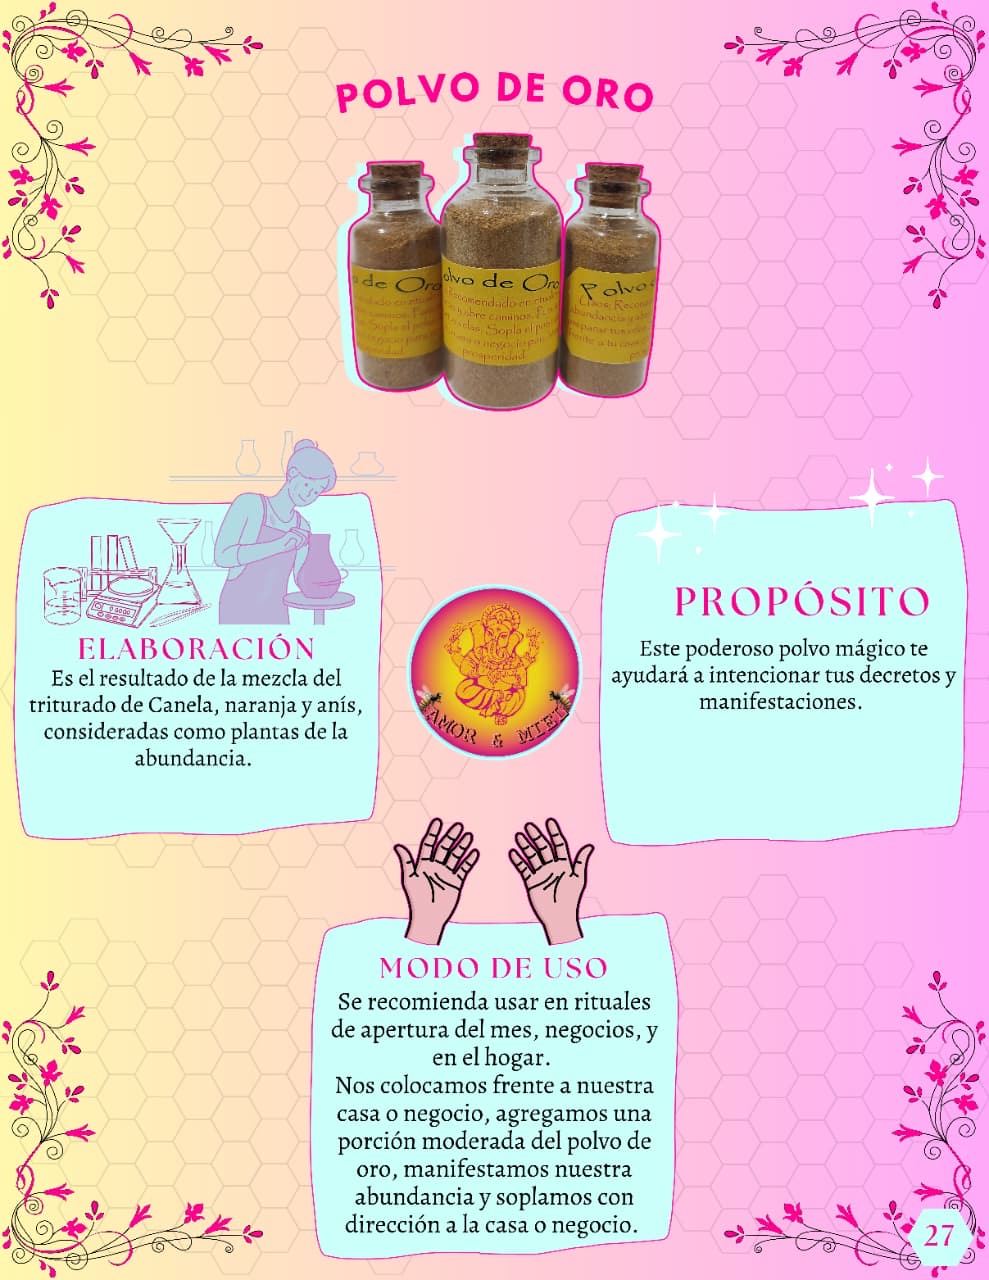 POLVO DE ORO
o de Oro
olvo de Oro
Polvo
Recomendado en
y abre caminos.
Sopla el
negocio
prosperidad.
ELABORACIÓN
Es el resultado de la mezcla del
triturado de Canela, naranja y anís,
consideradas como plantas de la
abundancia.
AMOR & MIEL
PROPÓSITO
Este poderoso polvo mágico te
ayudará a intencionar tus decretos y
manifestaciones.
MODO DE USO
Se recomienda usar en rituales
de apertura del mes, negocios, y
en el hogar.
Nos colocamos frente a nuestra
casa o negocio, agregamos una
porción moderada del polvo de
oro, manifestamos nuestra
abundancia y soplamos con
dirección a la casa o negocio.
27